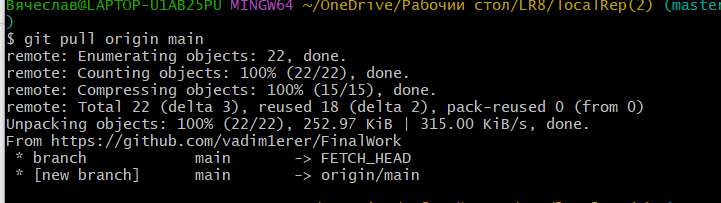 Вячеслав@LAPTOP-U1AB25PU MINGW64 ~/OneDrive/Рабочий стол/LR8/localRep(2) (master
)
$ git pull origin main
remote: Enumerating objects: 22, done.
remote: Counting objects: 100% (22/22), done.
remote: Compressing objects: 100% (15/15), done.
remote: Total 22 (delta 3), reused 18 (delta 2), pack-reused 0 (from 0)
Unpacking objects: 100% (22/22), 252.97 KiB | 315.00 KiB/s, done.
From https://github.com/vadim1erer/FinalWork
 * branch            main       -> FETCH_HEAD
 * [new branch]      main       -> origin/main